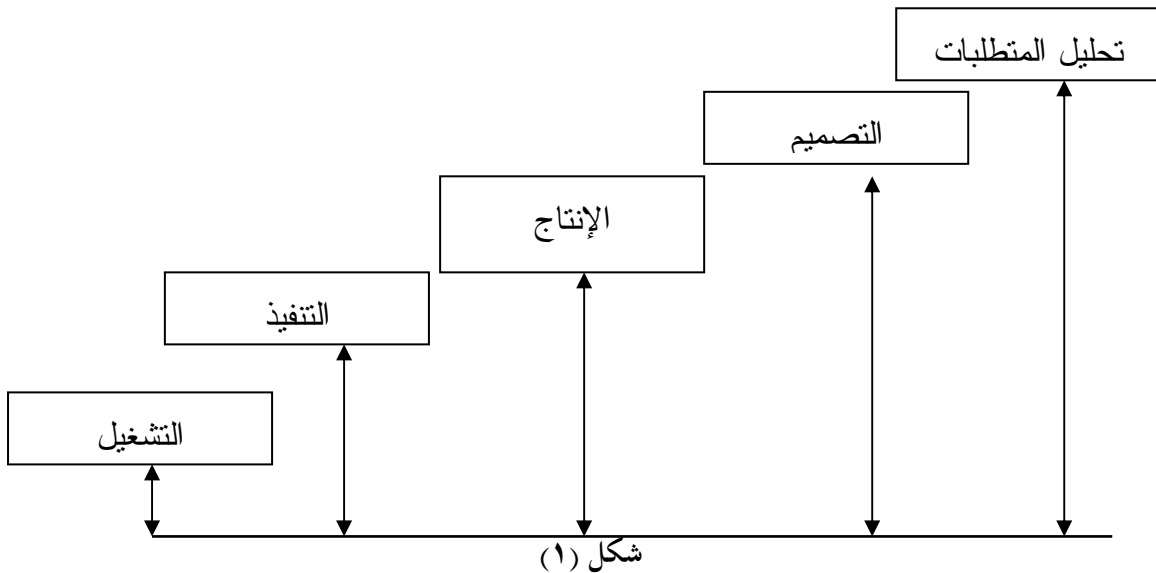 تحليل المتطلبات
التصميم
الإنتاج
التنفيذ
التشغيل
شكل (١)